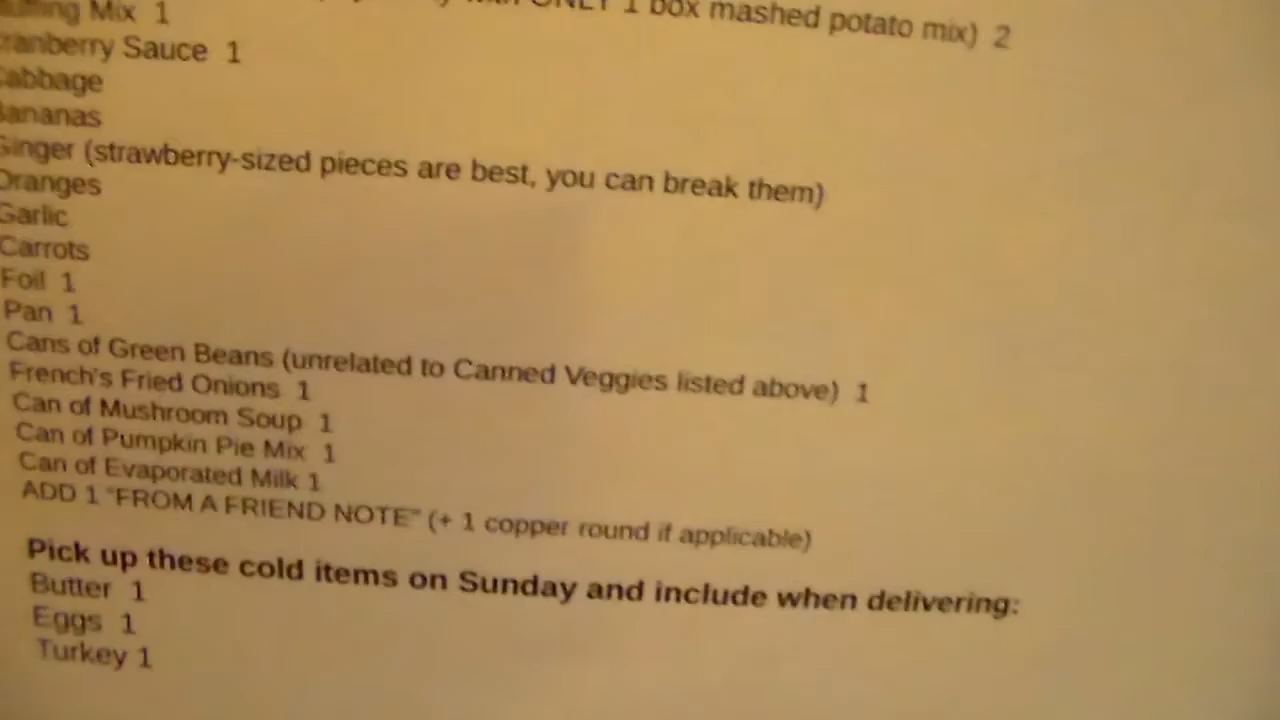 Mix 1
ONLY 1 box mashed potato mix) 2
Cranberry Sauce 1
Cabbage
Bananas
Ginger (strawberry-sized pieces are best, you can break them)
Oranges
Garlic
Carrots
Foil 1
Pan 1
Cans of Green Beans (unrelated to Canned Veggies listed above) 1
French's Fried Onions 1
Can of Mushroom Soup 1
Can of Pumpkin Pie Mix 1
Can of Evaporated Milk 1
ADD 1 "FROM A FRIEND NOTE" (+ 1 copper round if applicable)
Pick up these cold items on Sunday and include when delivering:
Butter 1
Eggs 1
Turkey 1